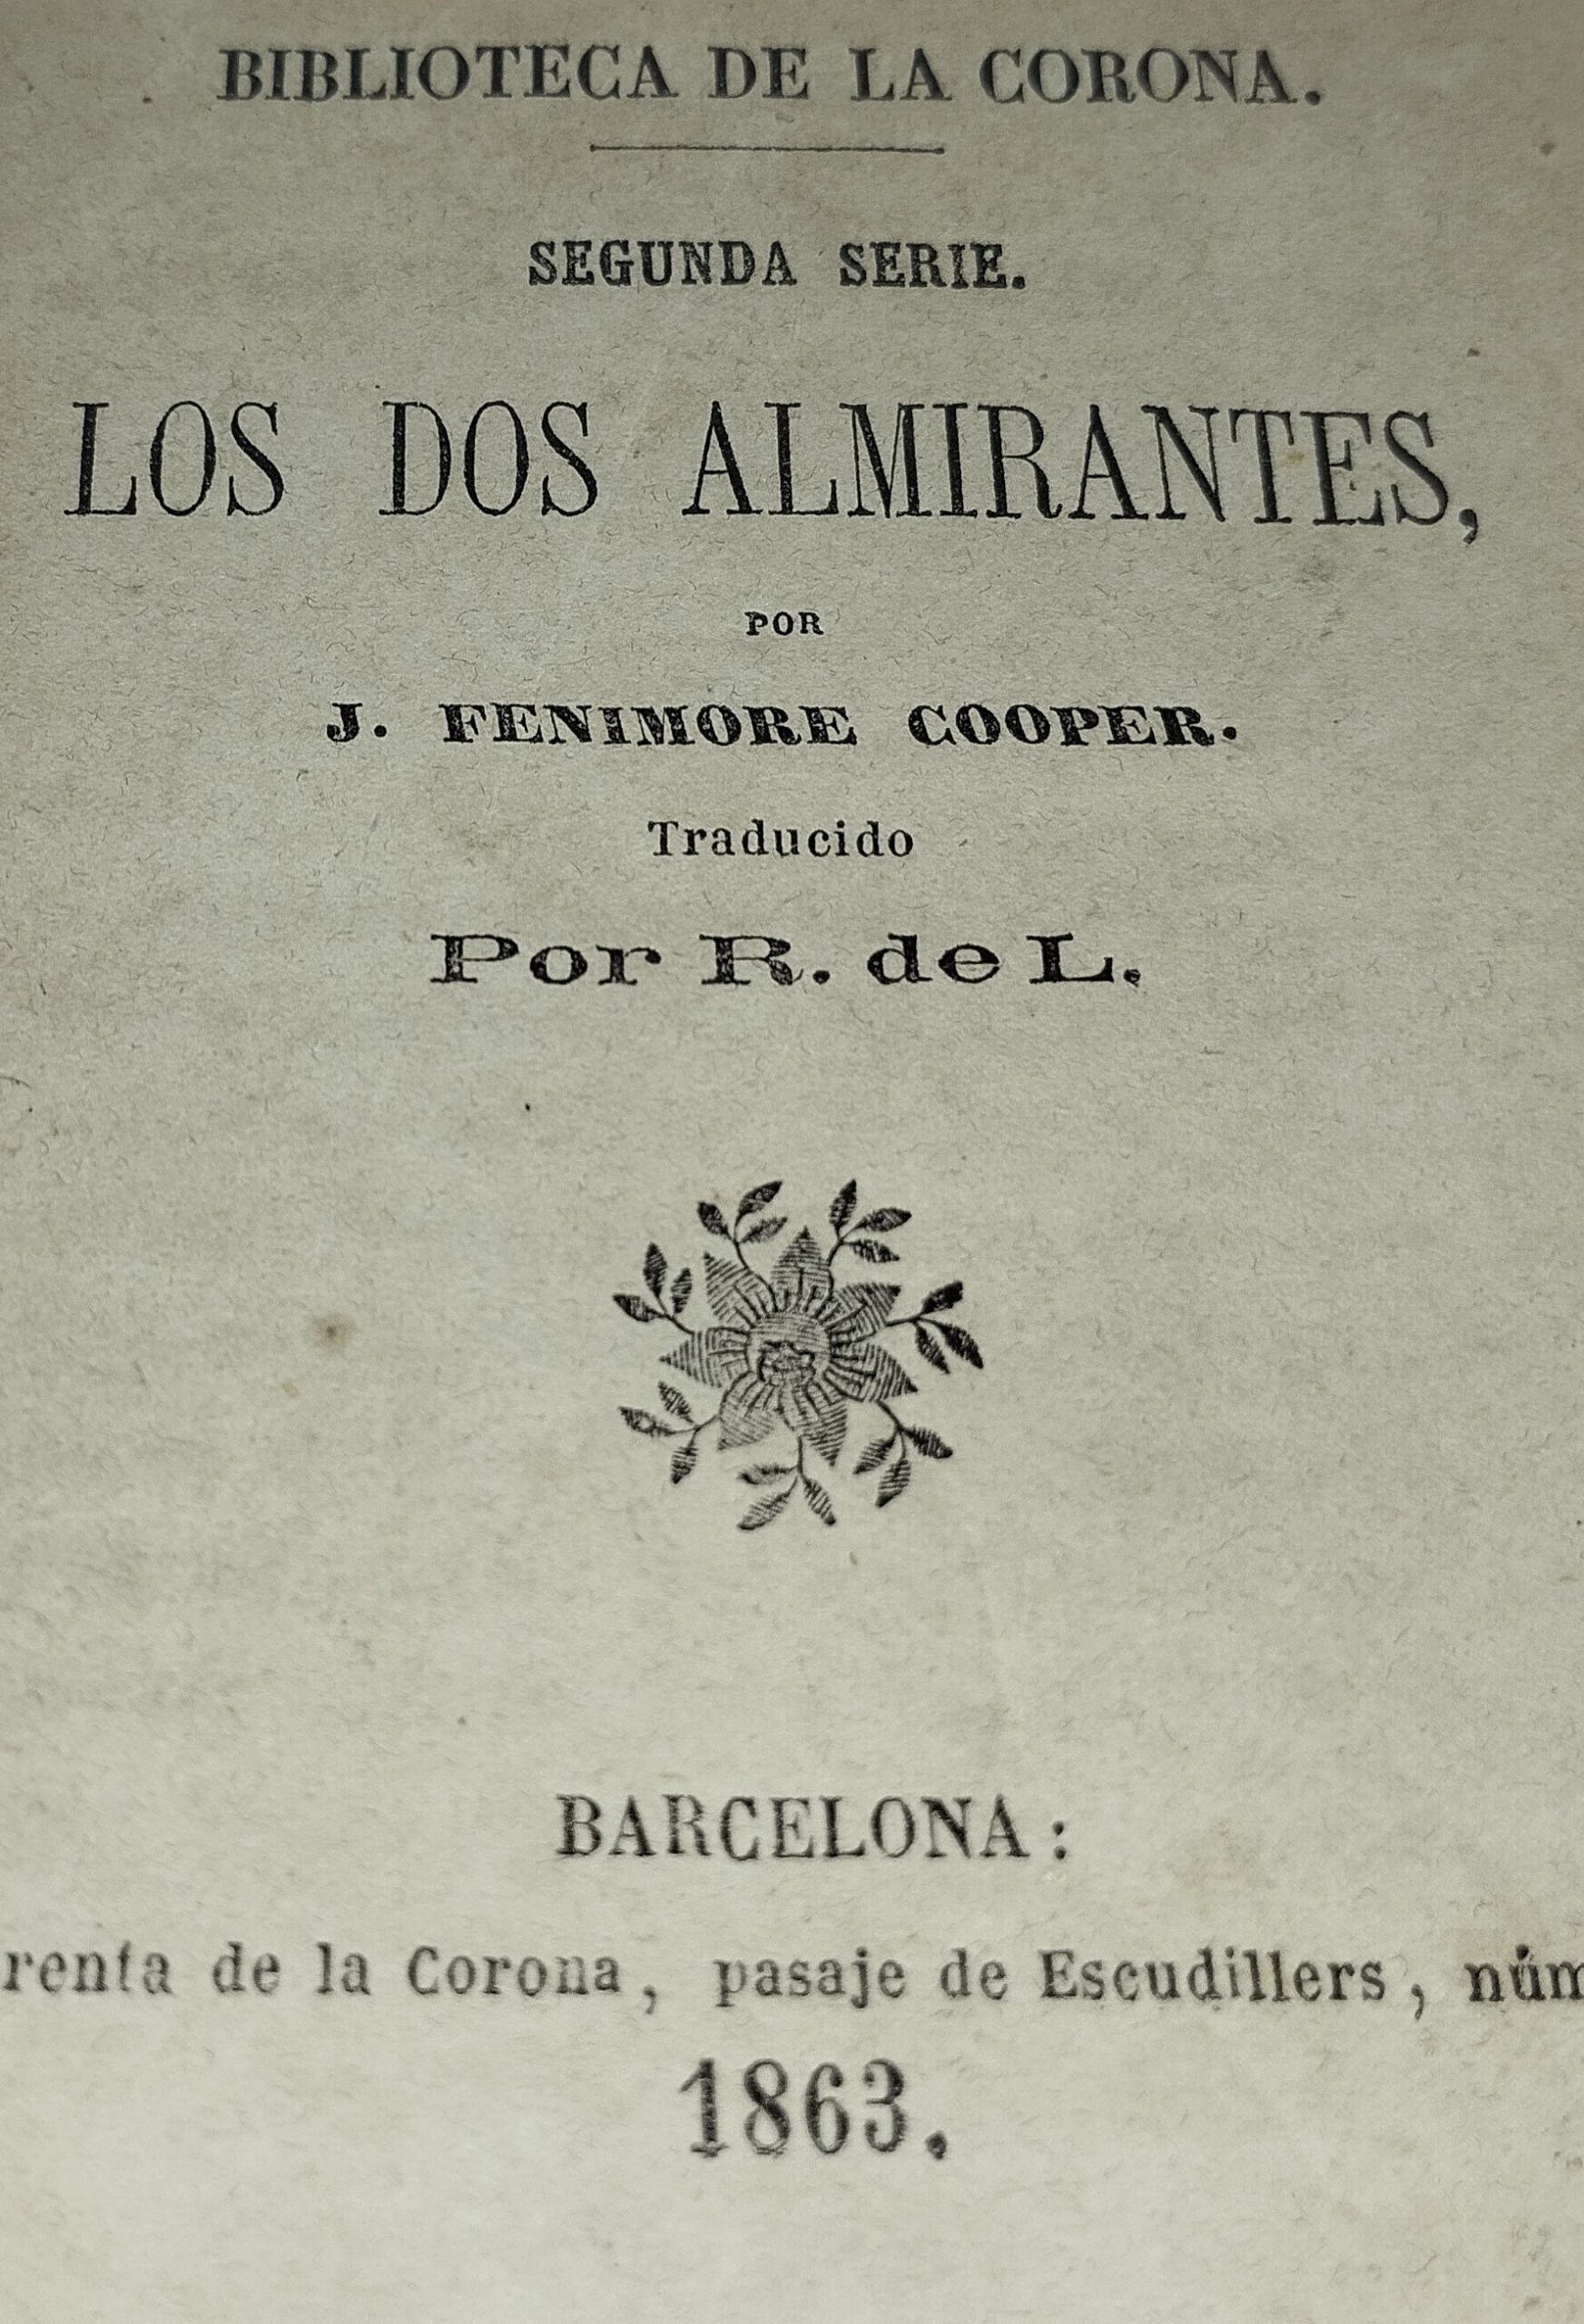 BIBLIOTECA DE LA CORONA.
SEGUNDA SERIE.
LOS DOS ALMIRANTES,
POR
J. FENIMORE COOPER.
Traducido
Por R. de L.
BARCELONA:
renta de la Corona, pasaje de Escudillers, núm
1863.